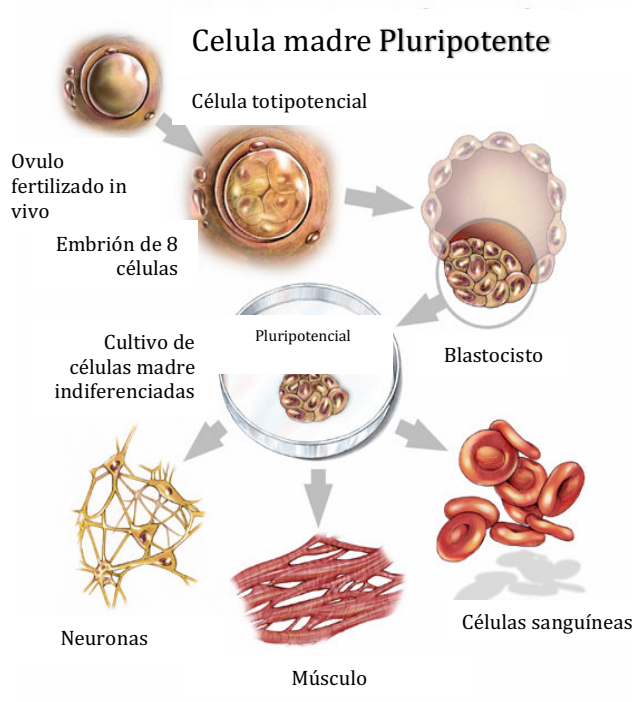 Celula madre Pluripotente
Célula totipotencial
Ovulo
fertilizado in
vivo
Embrión de 8
células
Pluripotencial
Cultivo de
células madre
indiferenciadas
Blastocisto
Neuronas
Músculo
Células sanguíneas